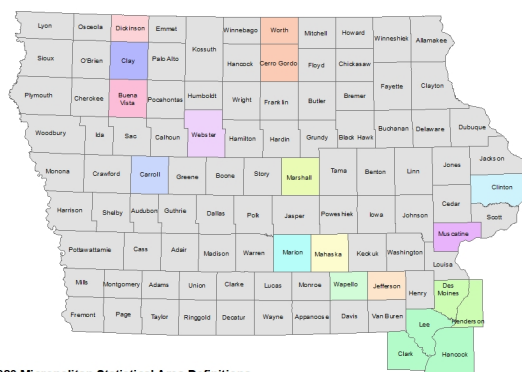 Lyon Osceola Dickinson Emmet Winnebago Worth Mitchell Howard Winneshiek Allamakee
Kossuth
Sioux O'Brien Clay Palo Alto Hancock Cerro Gordo Floyd Chickasaw
Plymouth Cherokee Buena Vista Pocahontas Humboldt Wright Franklin Butler Bremer Fayette Clayton
Woodbury Ida Sac Calhoun Webster Hamilton Hardin Grundy Black Hawk Buchanan Delaware Dubuque
Monona Crawford Carroll Greene Boone Story Marshall Tama Benton Linn Jones Jackson
Clinton
Harrison Shelby Audubon Guthrie Dallas Polk Jasper Poweshiek Iowa Johnson Cedar Scott
Muscatine
Pottawattamie Cass Adair Madison Warren Marion Mahaska Keokuk Washington Louisa
Mills Montgomery Adams Union Clarke Lucas Monroe Wapello Jefferson Henry Des Moines
Fremont Page Taylor Ringgold Decatur Wayne Appanoose Davis Van Buren Lee Henderson
Clark Hancock